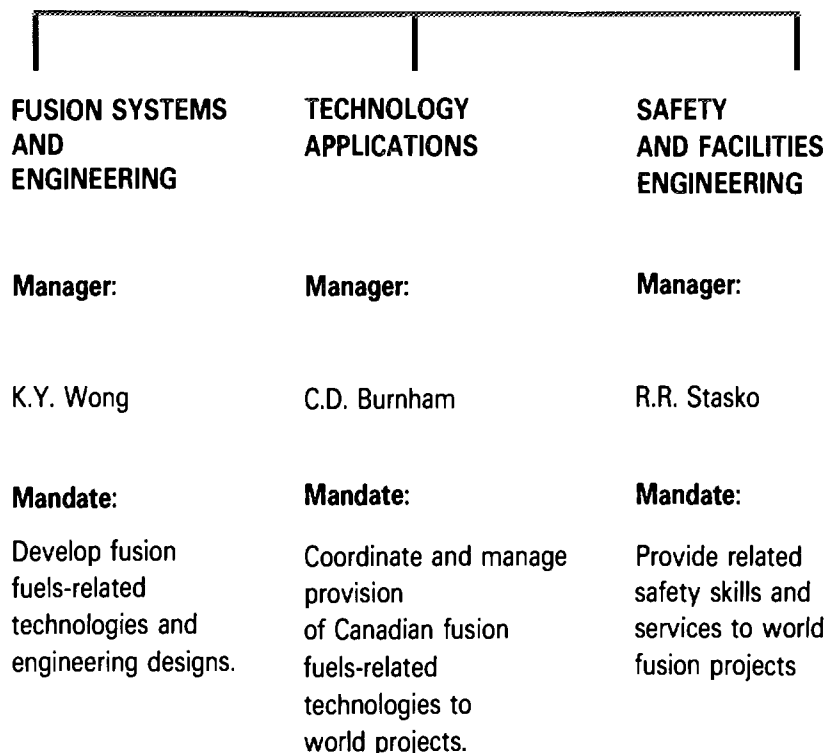 FUSION SYSTEMS
AND
ENGINEERING
Manager:
K.Y. Wong
Mandate:
Develop fusion
fuels-related
technologies and
engineering designs.
TECHNOLOGY
APPLICATIONS
Manager:
C.D. Burnham
Mandate:
Coordinate and manage
provision
of Canadian fusion
fuels-related
technologies to
world projects.
SAFETY
AND FACILITIES
ENGINEERING
Manager:
R.R. Stasko
Mandate:
Provide related
safety skills and
services to world
fusion projects